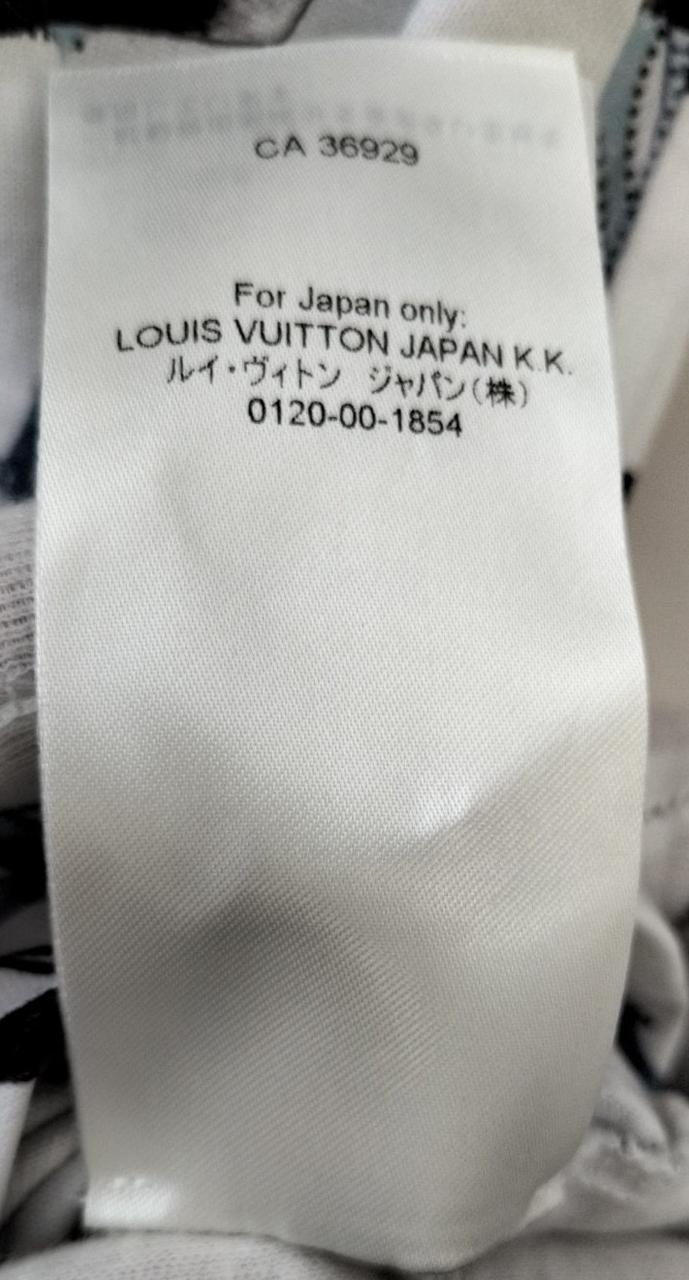 CA 36929
For Japan only:
LOUIS VUITTON JAPAN K.K.
ルイ・ヴィトン ジャパン(株)
0120-00-1854